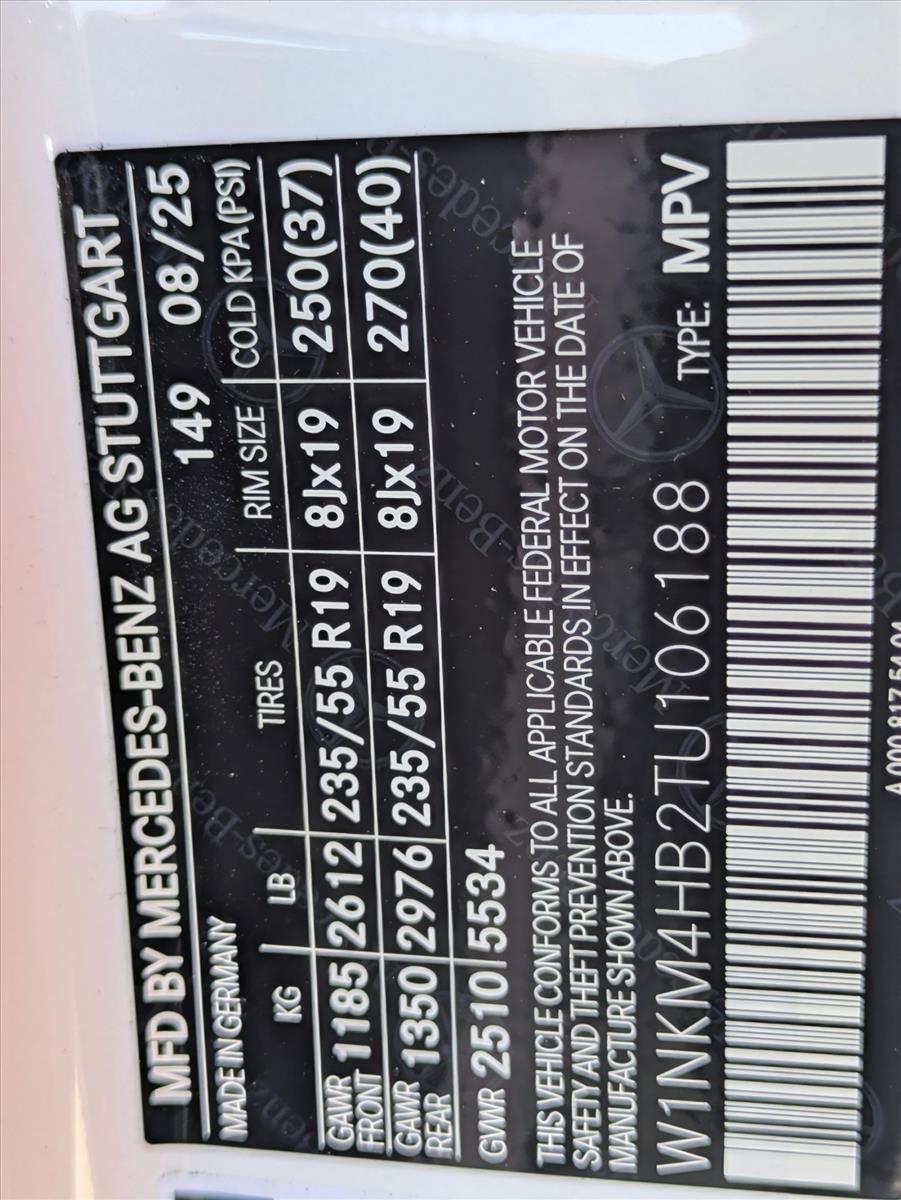 MFD BY MERCEDES-BENZ AG STUTTGART
MADE IN GERMANY 149 08/25
KG LB TIRES RIM SIZE COLD KPA (PSI)
GAWR FRONT 1185 2612 235/55 R19 8Jx19 250(37)
GAWR REAR 1350 2976 235/55 R19 8Jx19 270(40)
GWR 2510 5534
THIS VEHICLE CONFORMS TO ALL APPLICABLE FEDERAL MOTOR VEHICLE
SAFETY AND THEFT PREVENTION STANDARDS IN EFFECT ON THE DATE OF
MANUFACTURE SHOWN ABOVE.
W1NKM4HB2TU106188 TYPE: MPV